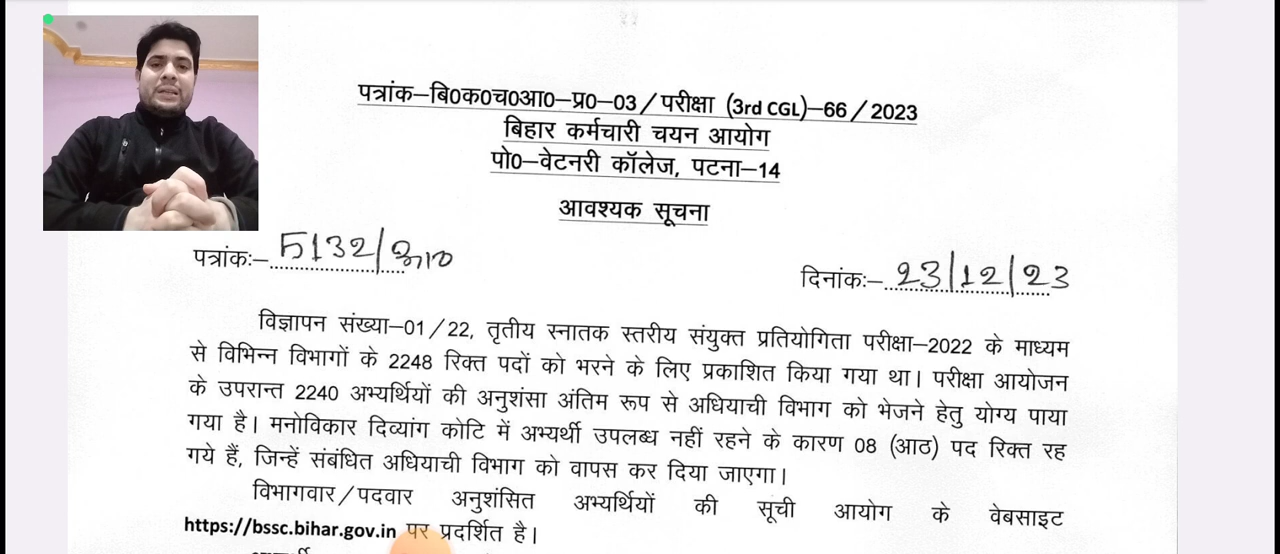 पत्रांक–बि0क0च0आ0–प्र0–03/परीक्षा (3rd CGL)–66/2023
बिहार कर्मचारी चयन आयोग
पो0–वेटनरी कॉलेज, पटना–14
आवश्यक सूचना
पत्रांकः–5132/आ0
दिनांकः–23/12/23
विज्ञापन संख्या–01/22, तृतीय स्नातक स्तरीय संयुक्त प्रतियोगिता परीक्षा–2022 के माध्यम
से विभिन्न विभागों के 2248 रिक्त पदों को भरने के लिए प्रकाशित किया गया था। परीक्षा आयोजन
के उपरान्त 2240 अभ्यर्थियों की अनुशंसा अंतिम रूप से अधियाची विभाग को भेजने हेतु योग्य पाया
गया है। मनोविकार दिव्यांग कोटि में अभ्यर्थी उपलब्ध नहीं रहने के कारण 08 (आठ) पद रिक्त रह
गये हैं, जिन्हें संबंधित अधियाची विभाग को वापस कर दिया जाएगा।
विभागवार/पदवार अनुशंसित अभ्यर्थियों की सूची आयोग के वेबसाइट
https://bssc.bihar.gov.in पर प्रदर्शित है।